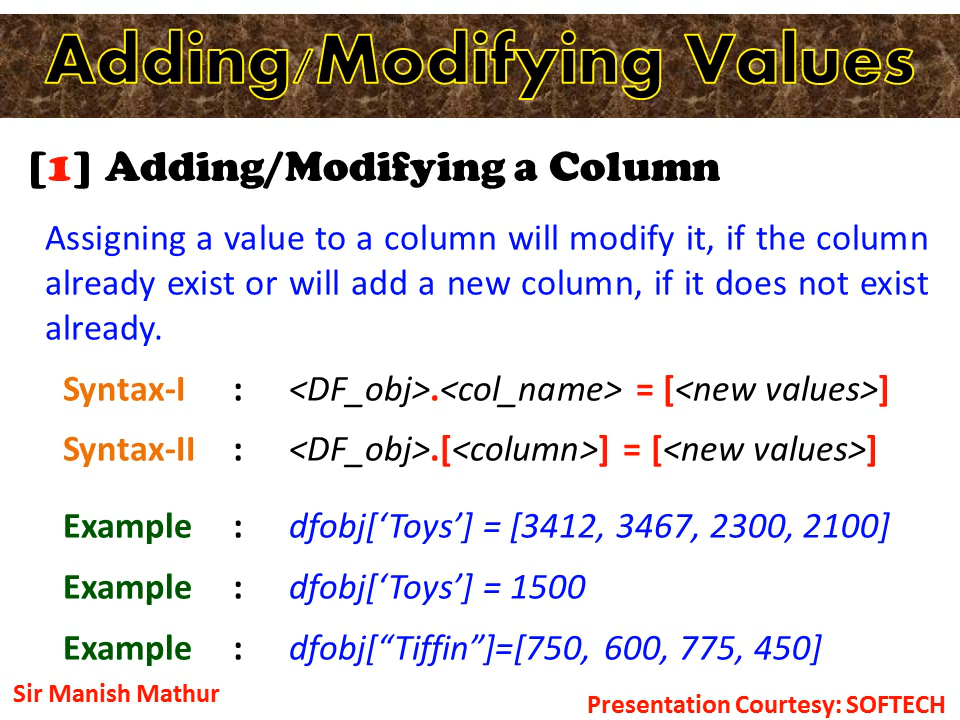 Adding/Modifying Values
[1] Adding/Modifying a Column
Assigning a value to a column will modify it, if the column
already exist or will add a new column, if it does not exist
already.
Syntax-I : <DF_obj>.<col_name> = [<new values>]
Syntax-II : <DF_obj>.[<column>] = [<new values>]
Example : dfobj[‘Toys’] = [3412, 3467, 2300, 2100]
Example : dfobj[‘Toys’] = 1500
Example : dfobj[“Tiffin”]=[750, 600, 775, 450]
Sir Manish Mathur
Presentation Courtesy: SOFTECH